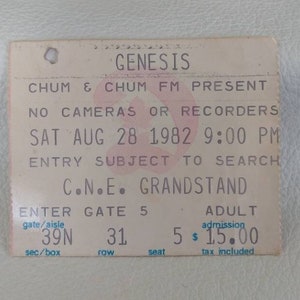 GENESIS
CHUM & CHUM FM PRESENT
NO CAMERAS OR RECORDERS
SAT AUG 28 1982 9:00 PM
ENTRY SUBJECT TO SEARCH
C.N.E. GRANDSTAND
ENTER GATE 5 ADULT
gate/aisle admission
39N 31 5 $ 15.00
sec/box row seat tax included